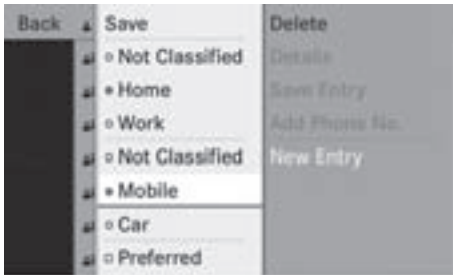 Back
Save
Not Classified
Home
Work
Not Classified
Mobile
Car
Preferred
Delete
Details
Save Entry
Add Phone No.
New Entry